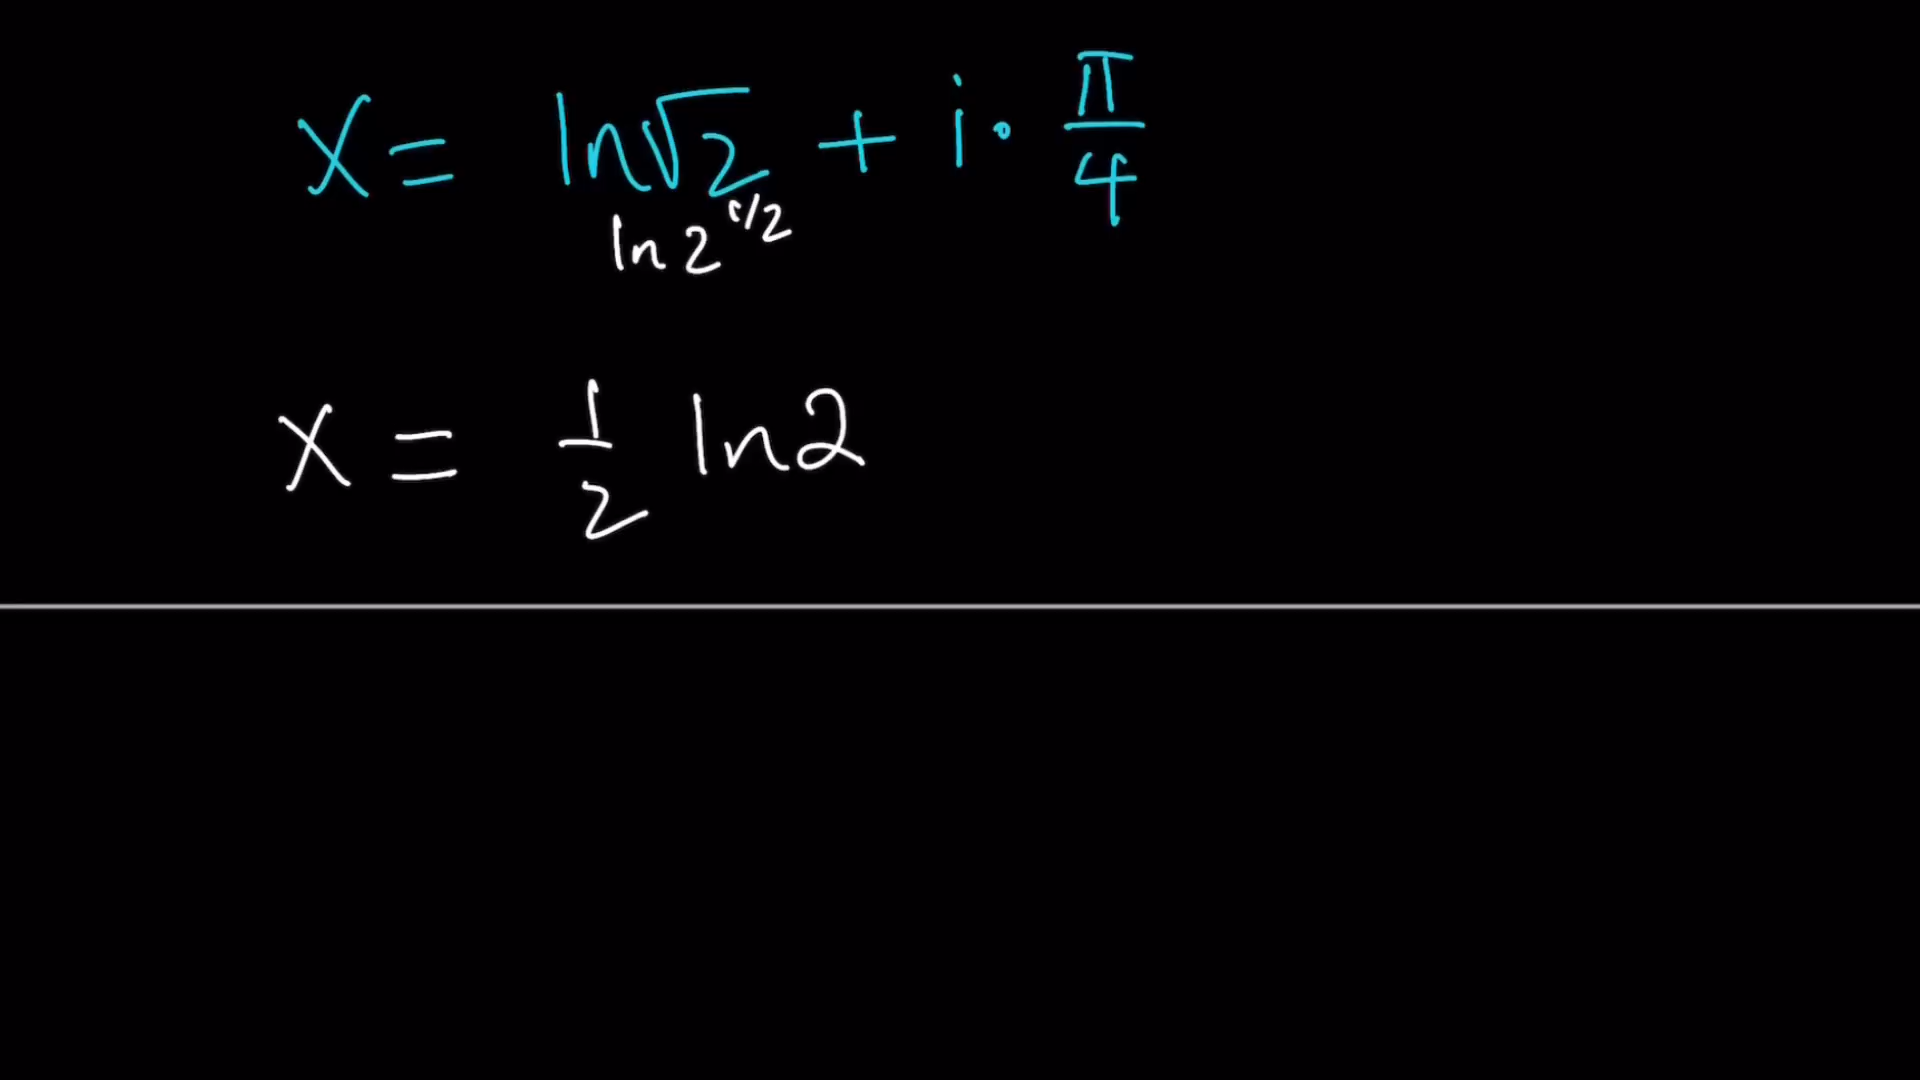 x = ln√2 + i · π/4
ln 2^1/2
x = 1/2 ln2